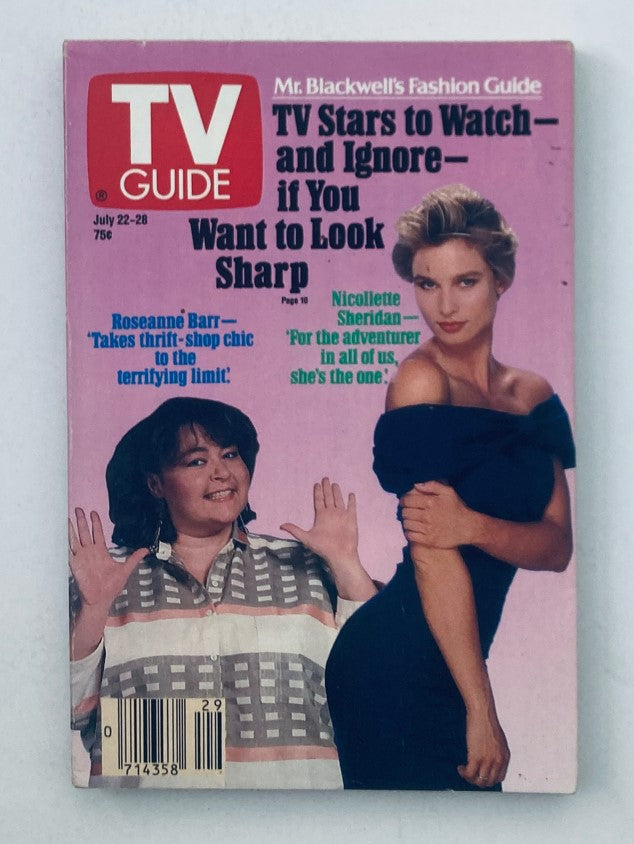 TV
GUIDE
®
July 22-28
75¢
Mr. Blackwell's Fashion Guide
TV Stars to Watch—
and Ignore—
if You
Want to Look
Sharp
Page 10
Roseanne Barr—
'Takes thrift-shop chic
to the
terrifying limit.'
Nicollette
Sheridan—
'For the adventurer
in all of us,
she's the one.'
29
0
714358